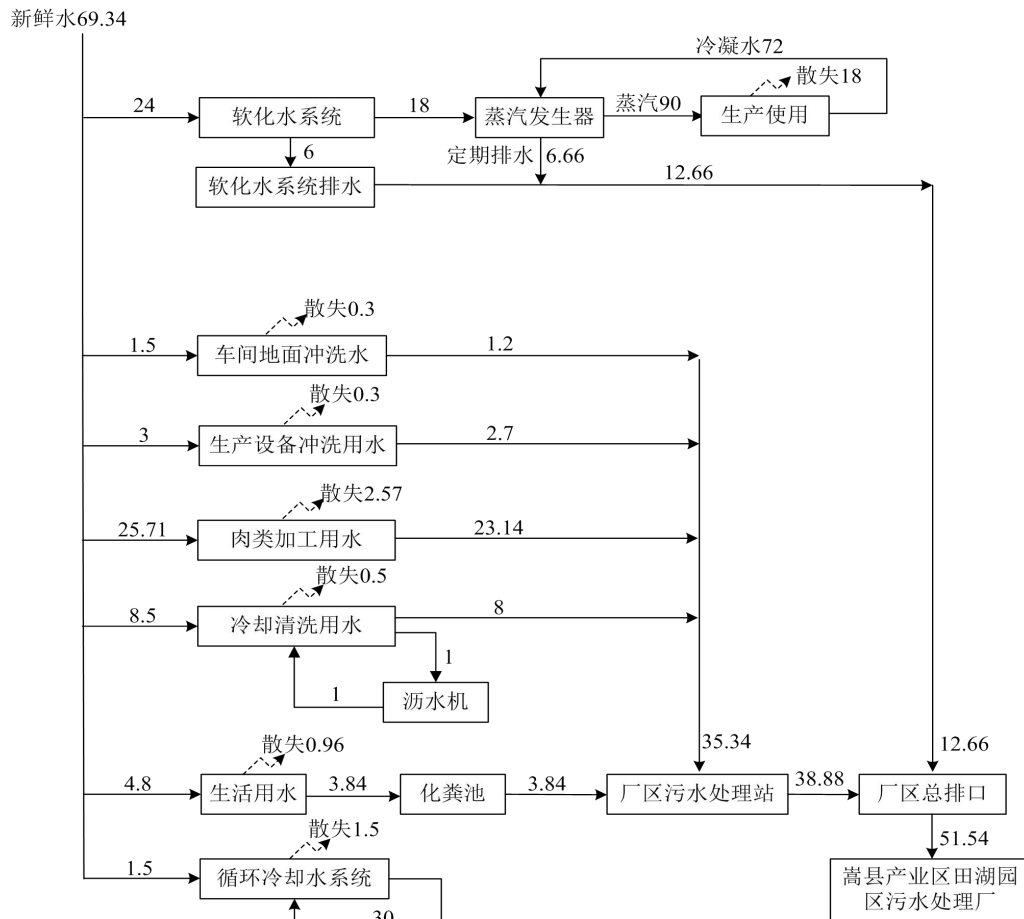 新鲜水69.34
冷凝水72
散失18
24
软化水系统
18
蒸汽发生器
蒸汽90
生产使用
6
定期排水
6.66
软化水系统排水
12.66
散失0.3
1.5
车间地面冲洗水
1.2
散失0.3
3
生产设备冲洗用水
2.7
散失2.57
25.71
肉类加工用水
23.14
散失0.5
8.5
冷却清洗用水
8
1
1
沥水机
散失0.96
35.34
12.66
4.8
生活用水
3.84
化粪池
3.84
厂区污水处理站
38.88
厂区总排口
散失1.5
51.54
1.5
循环冷却水系统
嵩县产业区田湖园
区污水处理厂
30